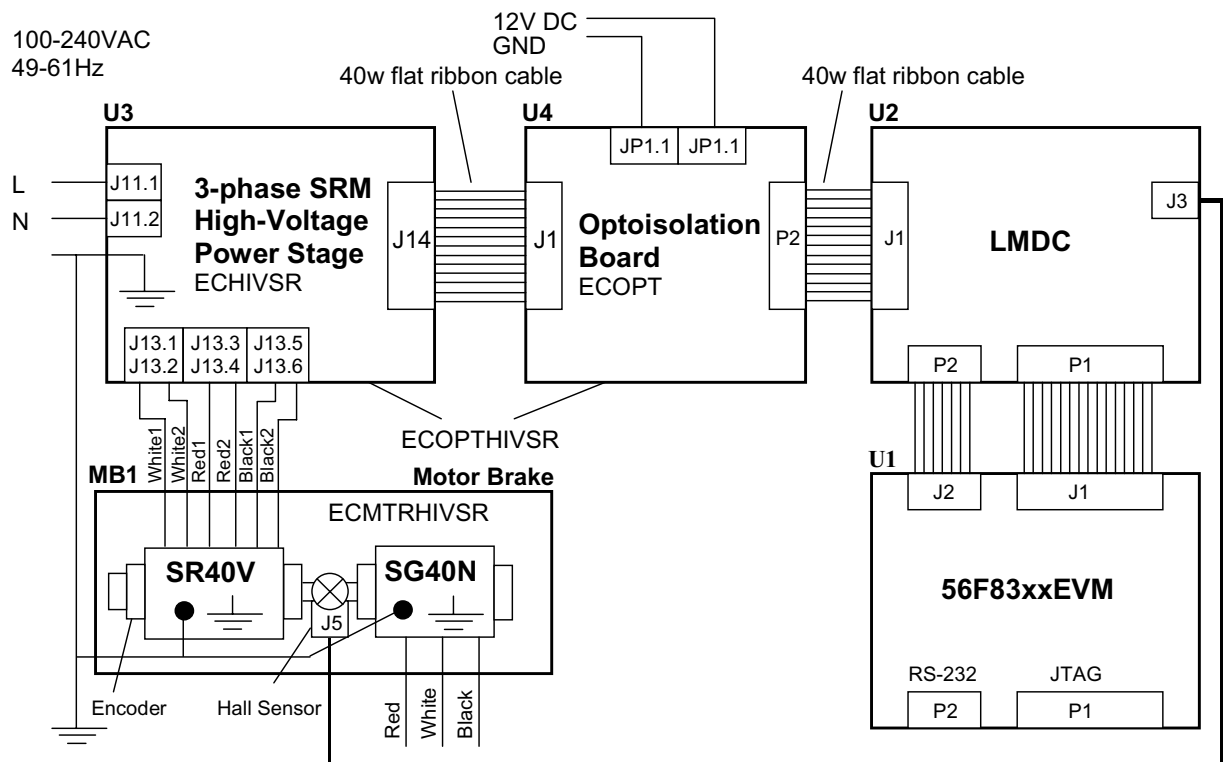 100-240VAC
49-61Hz
12V DC
GND
40w flat ribbon cable
40w flat ribbon cable
U3
U4
U2
L
N
J11.1
J11.2
3-phase SRM
High-Voltage
Power Stage
ECHIVSR
J14
J13.1
J13.2
J13.3
J13.4
J13.5
J13.6
JP1.1
JP1.1
J1
Optoisolation
Board
ECOPT
P2
J1
LMDC
J3
P2
P1
ECOPTHIVSR
White1
White2
Red1
Red2
Black1
Black2
MB1
Motor Brake
ECMTRHIVSR
SR40V
SG40N
J5
Encoder
Hall Sensor
Red
White
Black
U1
J2
J1
56F83xxEVM
RS-232
JTAG
P2
P1